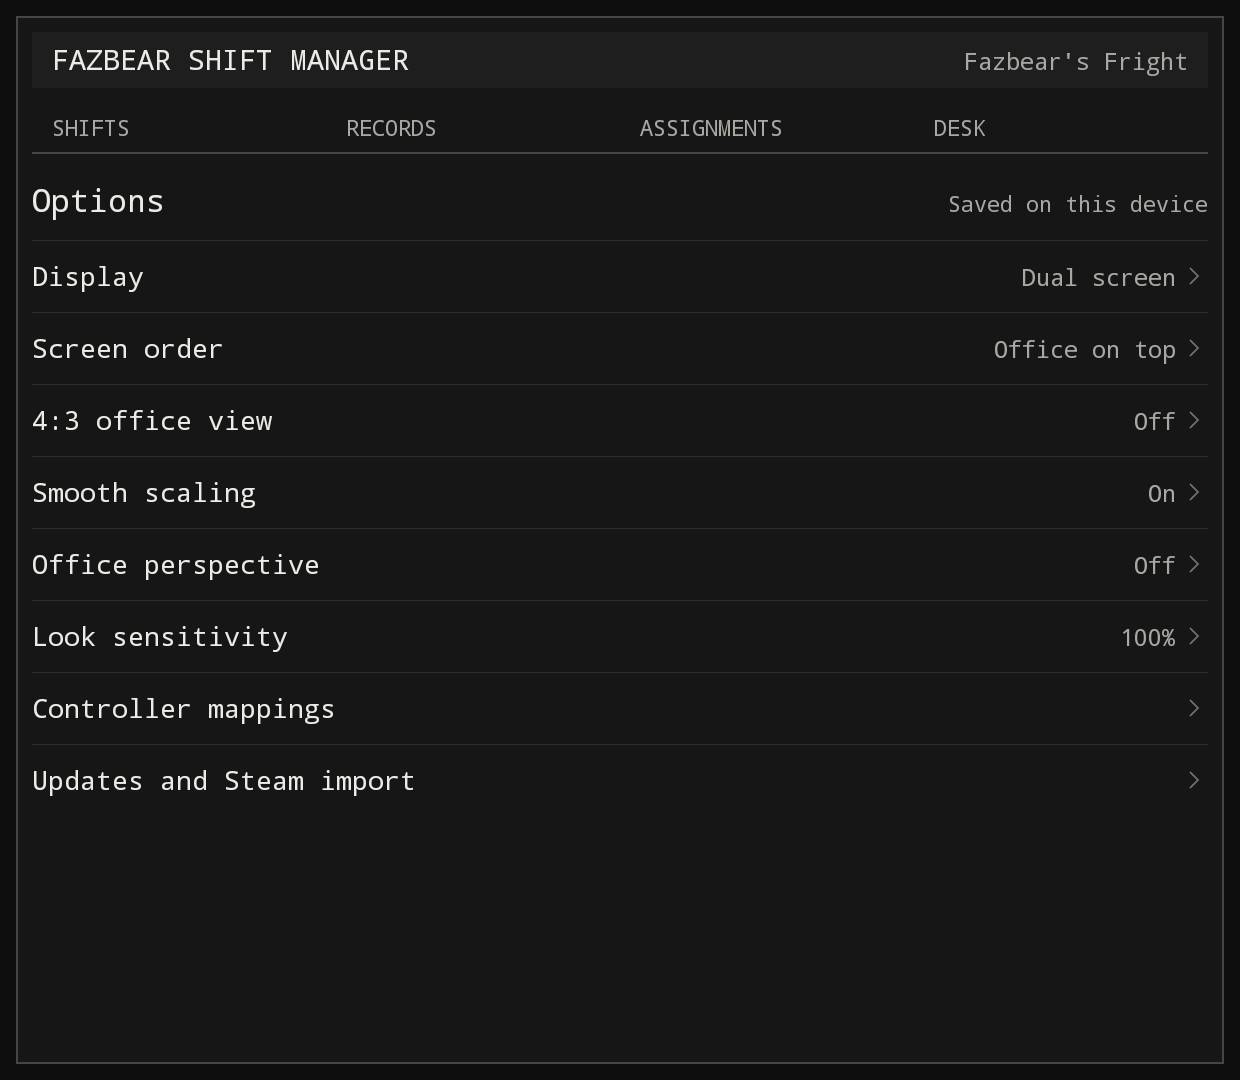 FAZBEAR SHIFT MANAGER
Fazbear's Fright
SHIFTS RECORDS ASSIGNMENTS DESK
Options
Saved on this device
Display
Dual screen
Screen order
Office on top
4:3 office view
Off
Smooth scaling
On
Office perspective
Off
Look sensitivity
100%
Controller mappings
Updates and Steam import